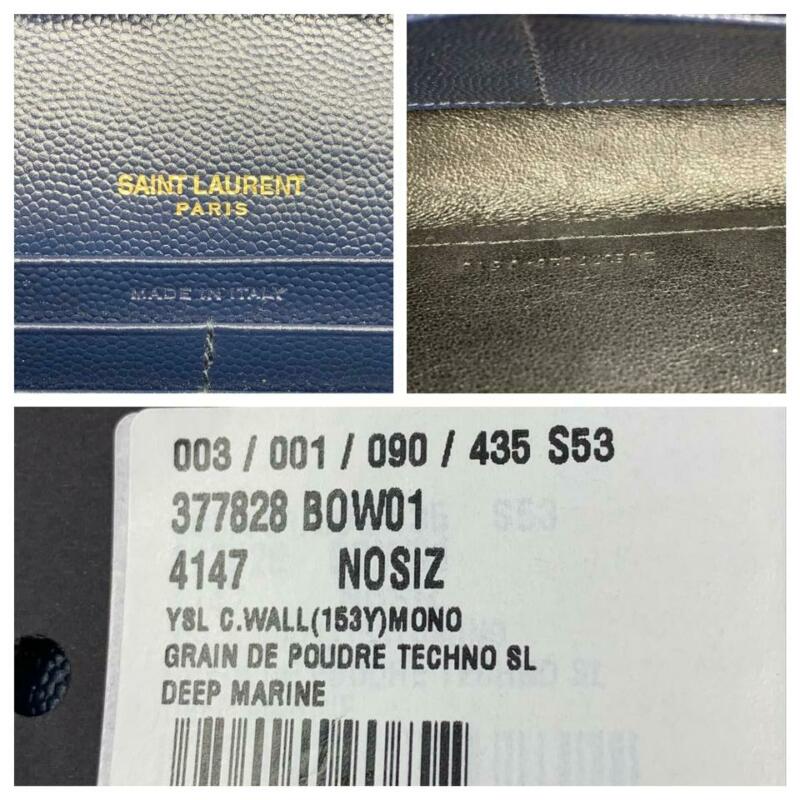 SAINT LAURENT
PARIS
MADE IN ITALY
003 / 001 / 090 / 435 S53
377828 BOW01
4147 NOSIZ
YSL C.WALL(153Y)MONO
GRAIN DE POUDRE TECHNO SL
DEEP MARINE